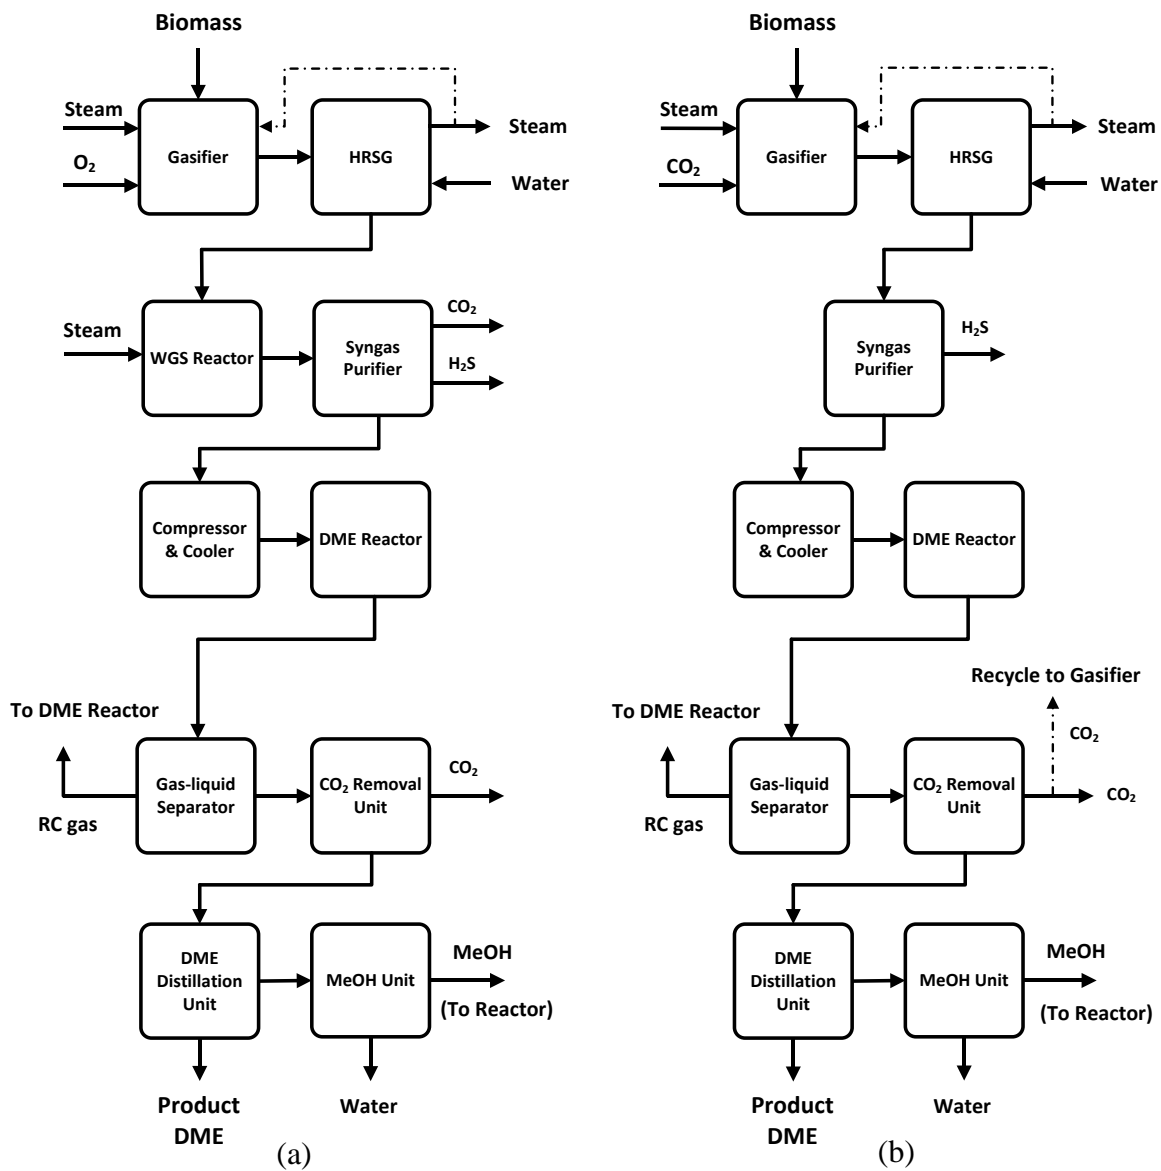 Biomass
Steam
O₂
Gasifier
HRSG
Steam
Water
Steam
WGS Reactor
Syngas
Purifier
CO₂
H₂S
Compressor
& Cooler
DME Reactor
To DME Reactor
RC gas
Gas-liquid
Separator
CO₂ Removal
Unit
CO₂
DME
Distillation
Unit
MeOH Unit
MeOH
(To Reactor)
Product
DME
Water
(a)
Biomass
Steam
CO₂
Gasifier
HRSG
Steam
Water
Syngas
Purifier
H₂S
Compressor
& Cooler
DME Reactor
Recycle to Gasifier
CO₂
To DME Reactor
RC gas
Gas-liquid
Separator
CO₂ Removal
Unit
CO₂
DME
Distillation
Unit
MeOH Unit
MeOH
(To Reactor)
Product
DME
Water
(b)